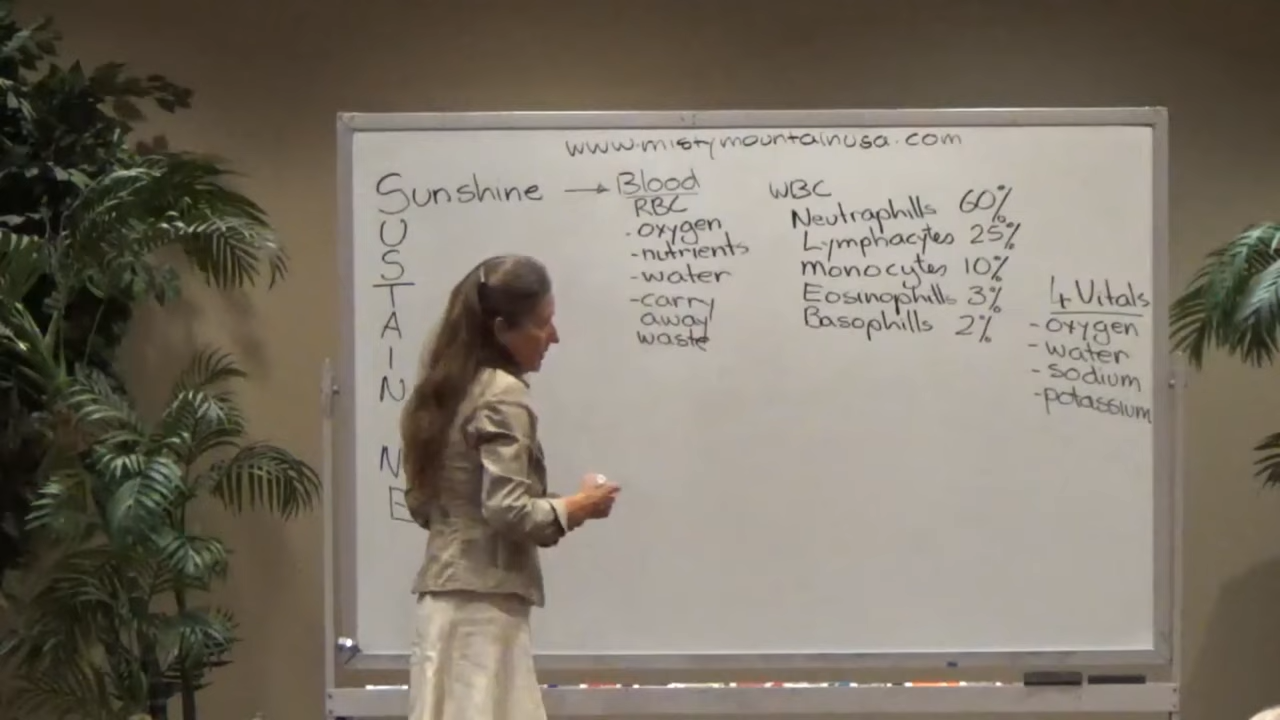 www.mistymountainusa.com
Sunshine → Blood
U
S
T
A
I
N
N
E
RBC
-oxygen
-nutrients
-water
-carry
away
waste
WBC
Neutraphills 60%
Lymphacytes 25%
monocytes 10%
Eosinophills 3%
Basophills 2%
4 Vitals
-oxygen
-water
-sodium
-potassium